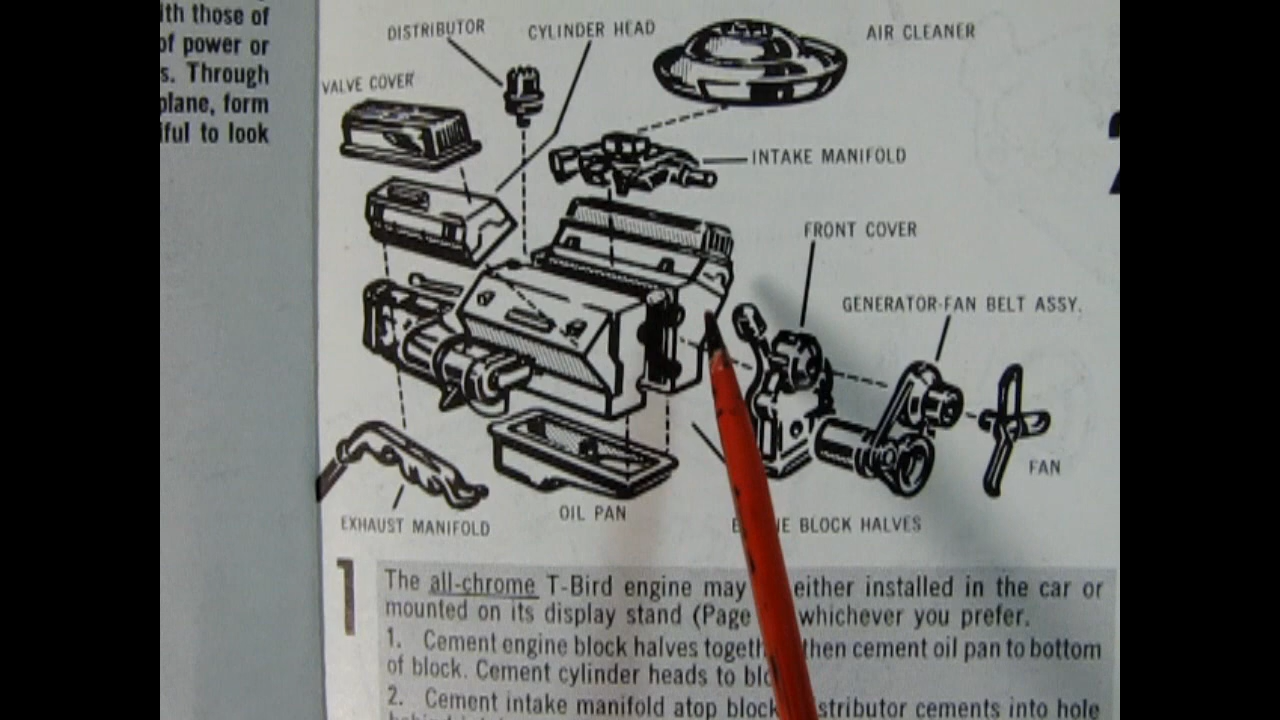 ith those of
of power or
s. Through
plane, form
iful to look
DISTRIBUTOR
CYLINDER HEAD
AIR CLEANER
VALVE COVER
INTAKE MANIFOLD
FRONT COVER
GENERATOR-FAN BELT ASSY.
FAN
EXHAUST MANIFOLD
OIL PAN
BLOCK HALVES
1
The all-chrome T-Bird engine may either installed in the car or
mounted on its display stand (Page whichever you prefer.
1. Cement engine block halves then cement oil pan to bottom
of block. Cement cylinder heads to
2. Cement intake manifold atop block cements into hole